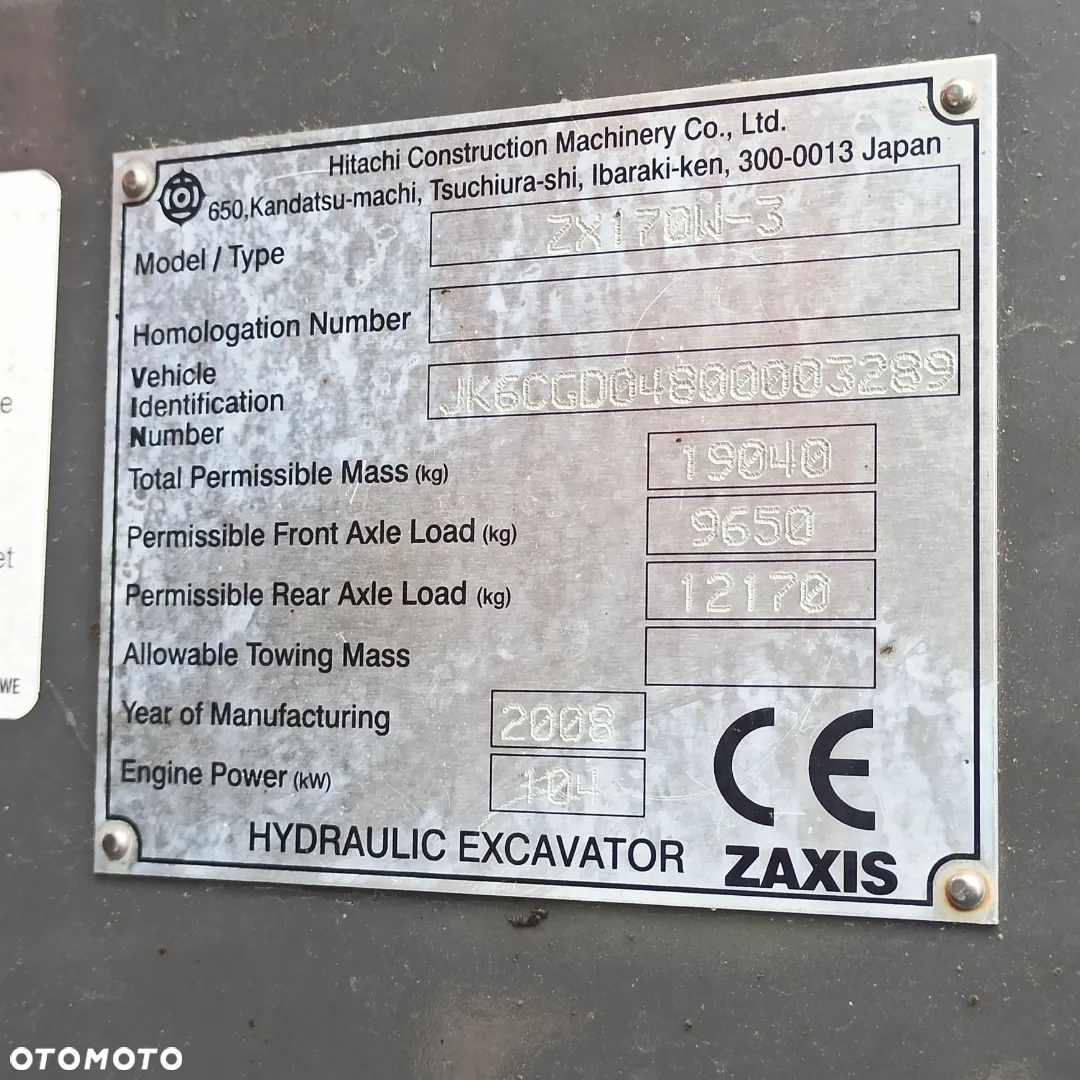 Hitachi Construction Machinery Co., Ltd.
650,Kandatsu-machi, Tsuchiura-shi, Ibaraki-ken, 300-0013 Japan
Model / Type ZX170W-3
Homologation Number
Vehicle
Identification JK6CGD04800003289
Number
Total Permissible Mass (kg) 19040
Permissible Front Axle Load (kg) 9650
Permissible Rear Axle Load (kg) 12170
Allowable Towing Mass
Year of Manufacturing 2008
Engine Power (kW) 104
CE
HYDRAULIC EXCAVATOR ZAXIS
e
et
WE
OTOMOTO